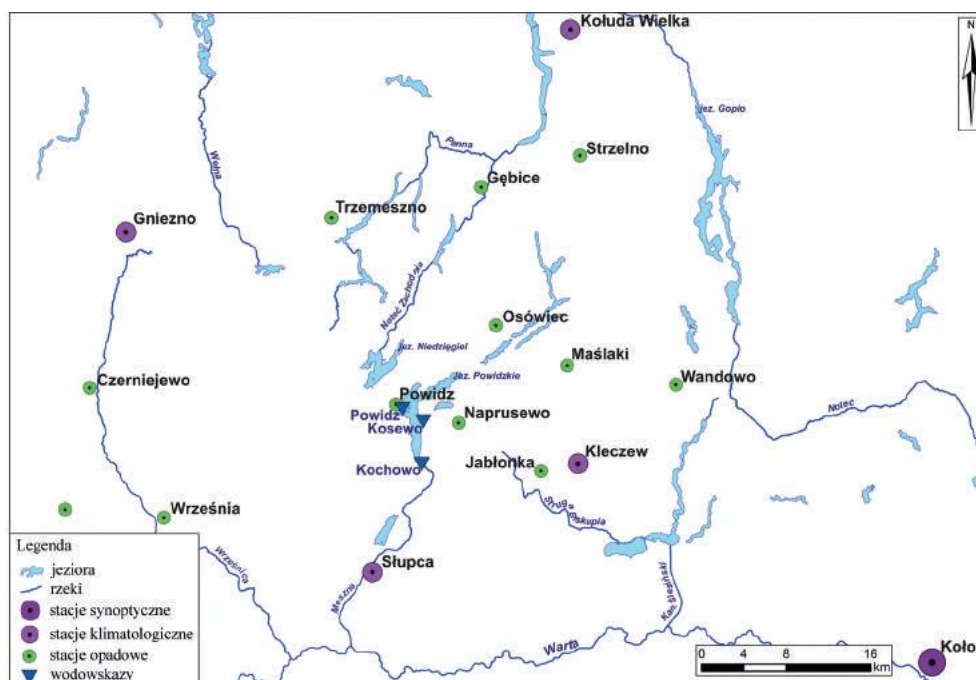 Kołuda Wielka
N
jez. Gopło
Wełna
Panna
Strzelno
Gębice
Trzemeszno
Gniezno
Noteć Zachodnia
Osówiec
jez. Niedzięgiel
Maślaki
Jez. Powidzkie
Wandowo
Czerniejewo
Powidz
Powidz
Naprusewo
Kosewo
Noteć
Kochowo
Jabłonka
Kleczew
Struga Biskupia
Września
Wrześnica
Słupca
Meszna
Kan. Ślesiński
Warta
Koło
Legenda
jeziora
rzeki
stacje synoptyczne
stacje klimatologiczne
stacje opadowe
wodowskazy
0 4 8 16
km